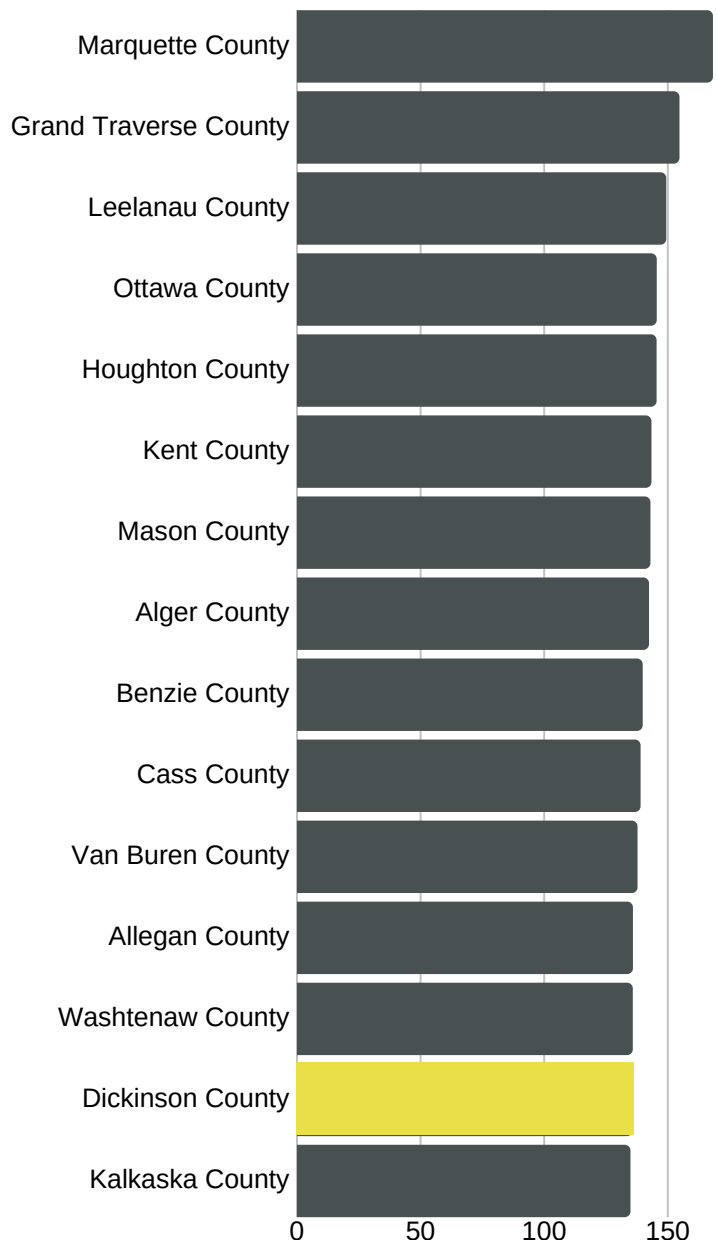 Marquette County
Grand Traverse County
Leelanau County
Ottawa County
Houghton County
Kent County
Mason County
Alger County
Benzie County
Cass County
Van Buren County
Allegan County
Washtenaw County
Dickinson County
Kalkaska County
0 50 100 150